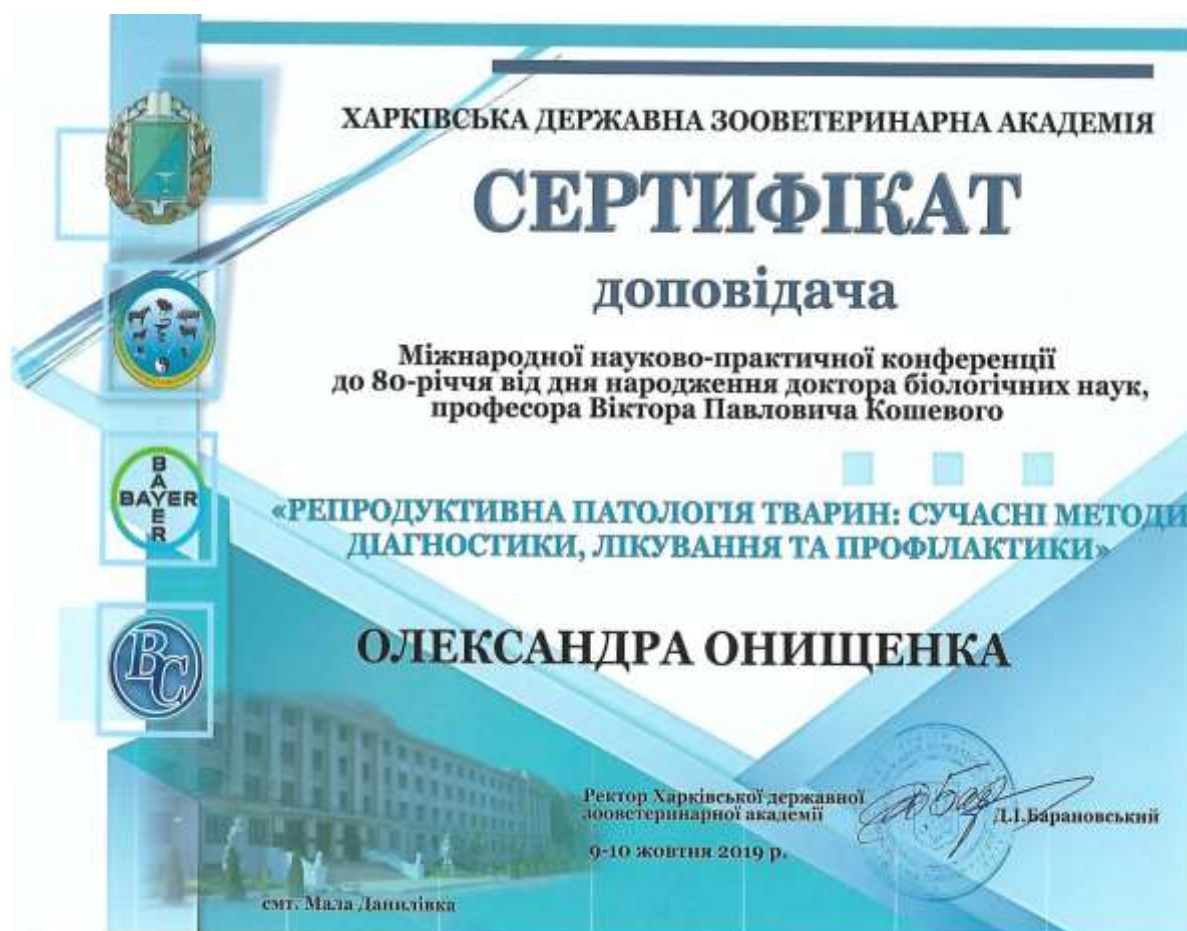 ХАРКІВСЬКА ДЕРЖАВНА ЗООВЕТЕРИНАРНА АКАДЕМІЯ
СЕРТИФІКАТ
доповідача
Міжнародної науково-практичної конференції
до 80-річчя від дня народження доктора біологічних наук,
професора Віктора Павловича Кошевого
BAYER
BAYER
«РЕПРОДУКТИВНА ПАТОЛОГІЯ ТВАРИН: СУЧАСНІ МЕТОДИ
ДІАГНОСТИКИ, ЛІКУВАННЯ ТА ПРОФІЛАКТИКИ»
ОЛЕКСАНДРА ОНИЩЕНКА
ВС
Ректор Харківської державної
зооветеринарної академії
Д.І.Барановський
9-10 жовтня 2019 р.
смт. Мала Данилівка